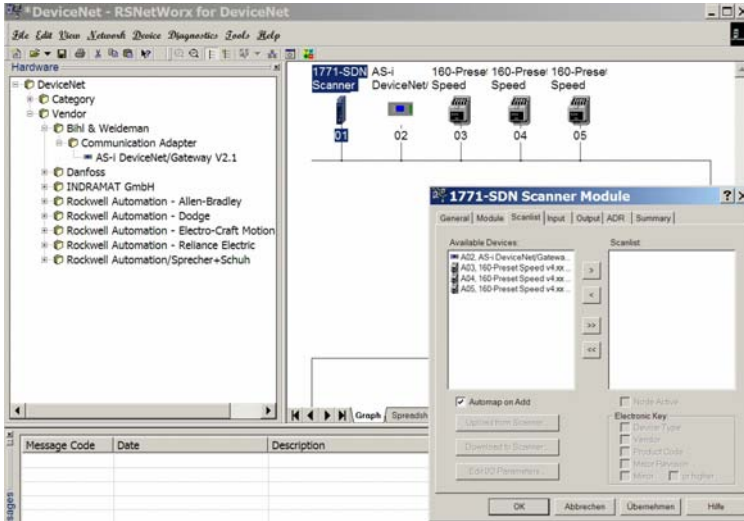 *DeviceNet - RSNetWorx for DeviceNet
File Edit View Network Device Diagnostics Tools Help
Hardware
DeviceNet
Category
Vendor
Bihl & Weideman
Communication Adapter
AS-i DeviceNet/Gateway V2.1
Danfoss
INDRAMAT GmbH
Rockwell Automation - Allen-Bradley
Rockwell Automation - Dodge
Rockwell Automation - Electro-Craft Motion
Rockwell Automation - Reliance Electric
Rockwell Automation/Sprecher+Schuh
1771-SDN AS-i 160-Prese 160-Prese 160-Prese
Scanner DeviceNet/ Speed Speed Speed
01 02 03 04 05
Graph Spreadsh
1771-SDN Scanner Module
General Module Scanlist Input Output ADR Summary
Available Devices: Scanlist
A02, AS-i DeviceNet/Gatewa...
A03, 160-Preset Speed v4.xx ...
A04, 160-Preset Speed v4.xx ...
A05, 160-Preset Speed v4.xx ...
>
<
>>
<<
Automap on Add Node Active
Upload from Scanner...
Download to Scanner...
Edit I/O Parameters...
Electronic Key:
Device Type
Vendor
Product Code
Major Revision
Minor or higher
OK Abbrechen Übernehmen Hilfe
Message Code Date Description
sages